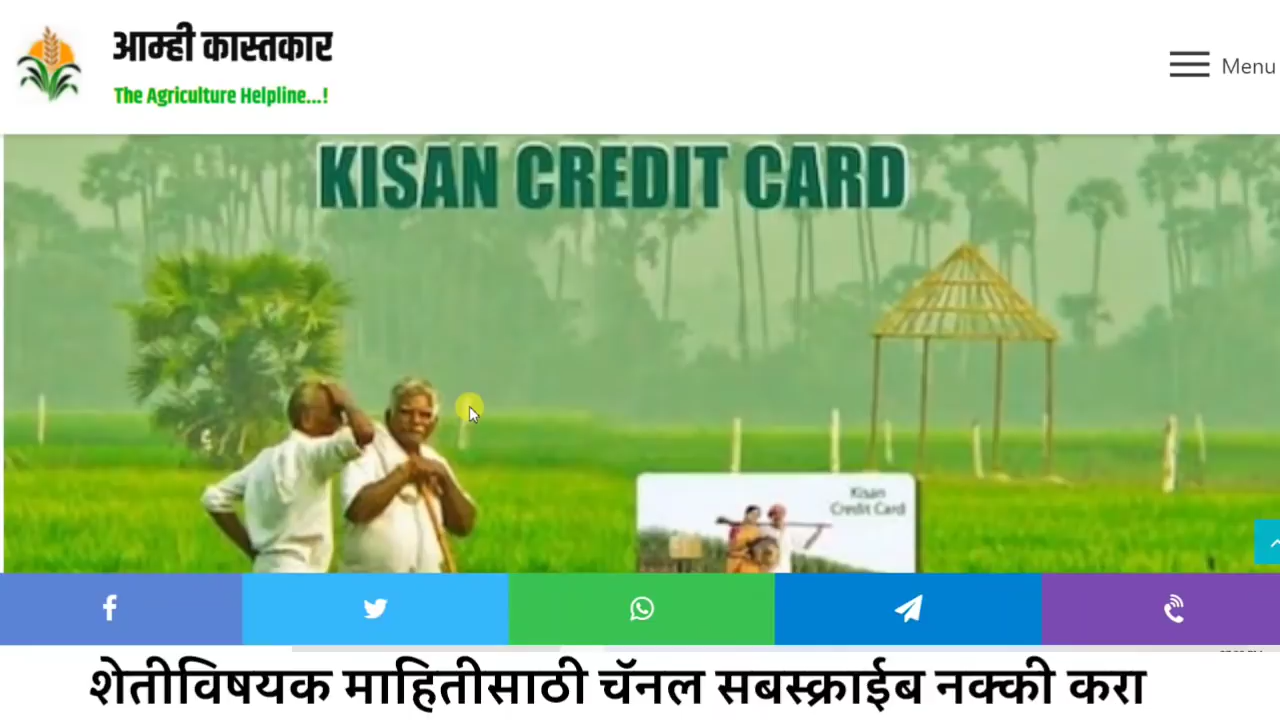 आम्ही कास्तकार
The Agriculture Helpline...!
Menu
KISAN CREDIT CARD
Kisan
Credit Card
शेतीविषयक माहितीसाठी चॅनल सबस्क्राईब नक्की करा